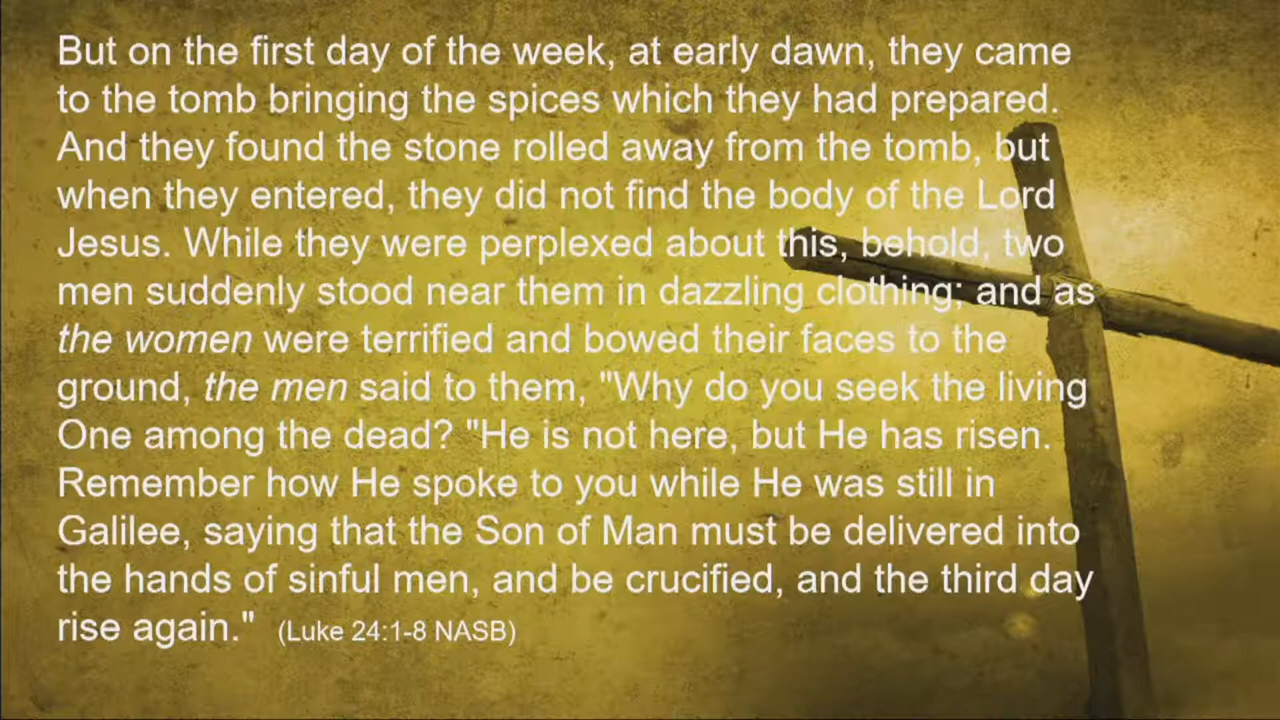 But on the first day of the week, at early dawn, they came
to the tomb bringing the spices which they had prepared.
And they found the stone rolled away from the tomb, but
when they entered, they did not find the body of the Lord
Jesus. While they were perplexed about this, behold, two
men suddenly stood near them in dazzling clothing; and as
the women were terrified and bowed their faces to the
ground, the men said to them, "Why do you seek the living
One among the dead? "He is not here, but He has risen.
Remember how He spoke to you while He was still in
Galilee, saying that the Son of Man must be delivered into
the hands of sinful men, and be crucified, and the third day
rise again." (Luke 24:1-8 NASB)